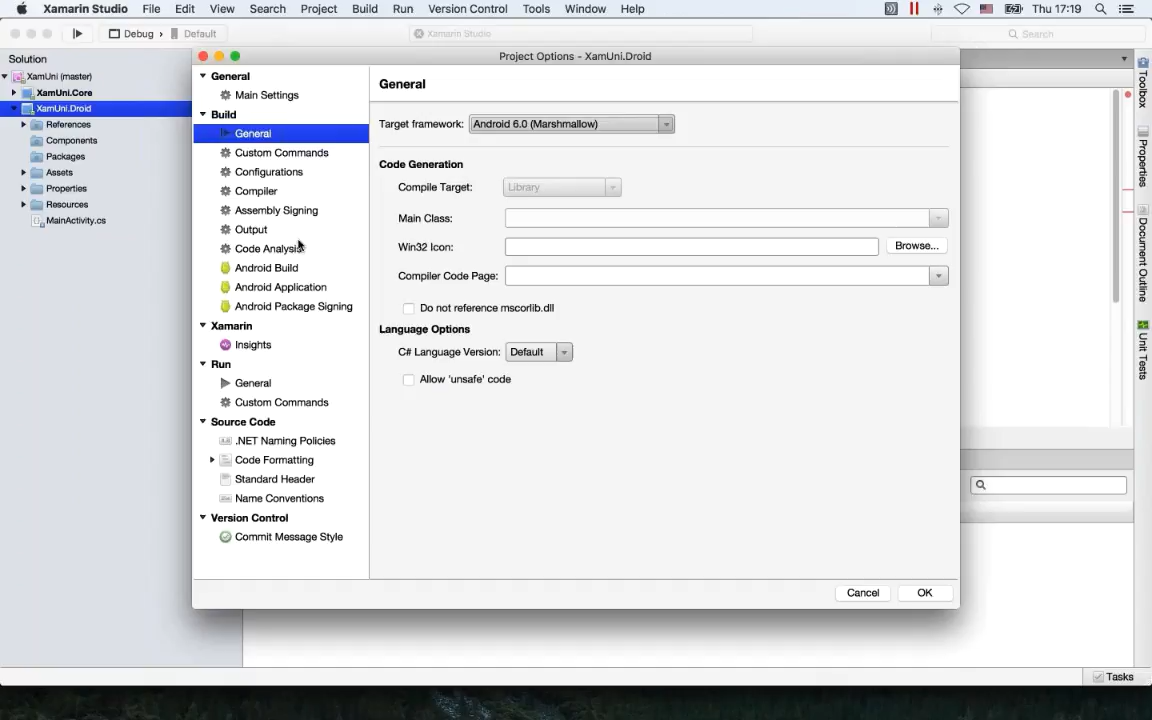 Xamarin Studio File Edit View Search Project Build Run Version Control Tools Window Help Thu 17:19
Debug › Default
Xamarin Studio
Search
Solution
XamUni (master)
XamUni.Core
XamUni.Droid
References
Components
Packages
Assets
Properties
Resources
MainActivity.cs
Project Options - XamUni.Droid
General
Main Settings
Build
General
Custom Commands
Configurations
Compiler
Assembly Signing
Output
Code Analysis
Android Build
Android Application
Android Package Signing
Xamarin
Insights
Run
General
Custom Commands
Source Code
.NET Naming Policies
Code Formatting
Standard Header
Name Conventions
Version Control
Commit Message Style
General
Target framework: Android 6.0 (Marshmallow)
Code Generation
Compile Target: Library
Main Class:
Win32 Icon: Browse...
Compiler Code Page:
Do not reference mscorlib.dll
Language Options
C# Language Version: Default
Allow 'unsafe' code
Cancel OK
Toolbox
Properties
Document Outline
Unit Tests
Tasks